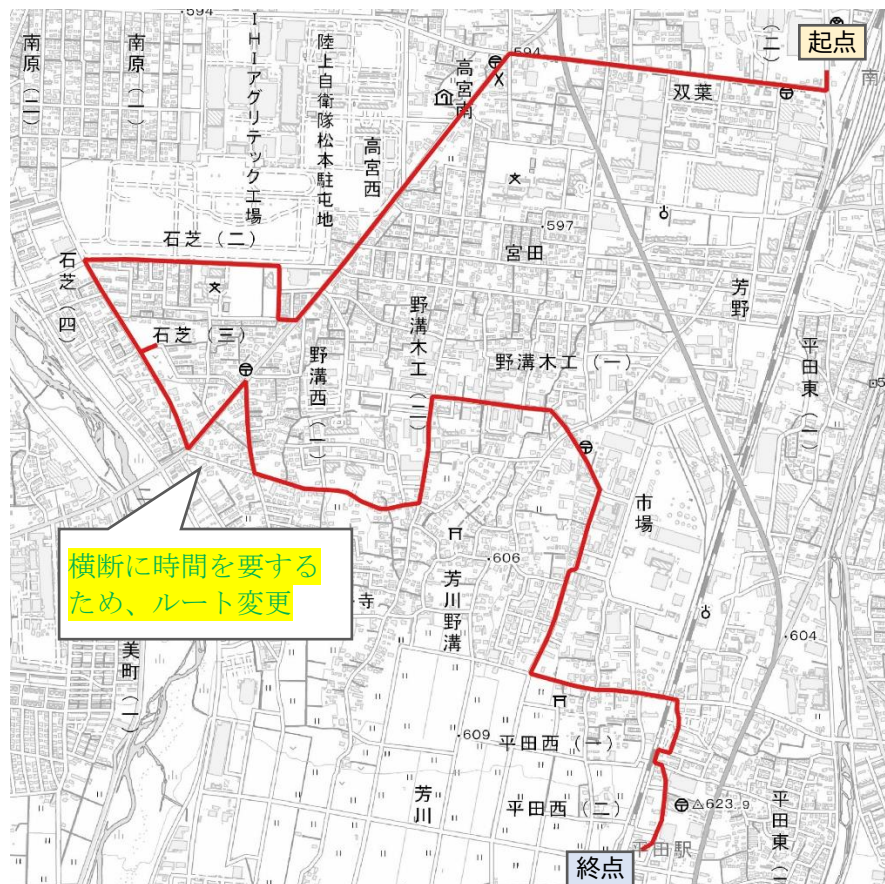 594
594
南原(二)
南原(一)
IHIアグリテック工場
陸上自衛隊松本駐屯地
高宮南
高宮西
双葉
(二)
起点
南
597
宮田
石芝(二)
石芝(四)
石芝(三)
野溝西(一)
野溝木工(二)
野溝木工(一)
芳野
平田東(一)
市場
横断に時間を要する
ため、ルート変更
606
寺
芳川野溝
美町(一)
604
609
平田西(一)
芳川
平田西(二)
△623.9
平田東
平田駅
終点